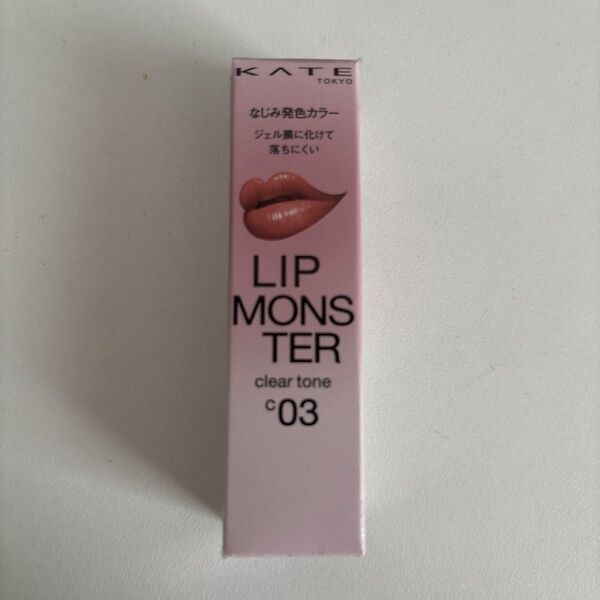 KATE
TOKYO
なじみ発色カラー
ジェル膜に化けて
落ちにくい
LIP
MONS
TER
clear tone
c03